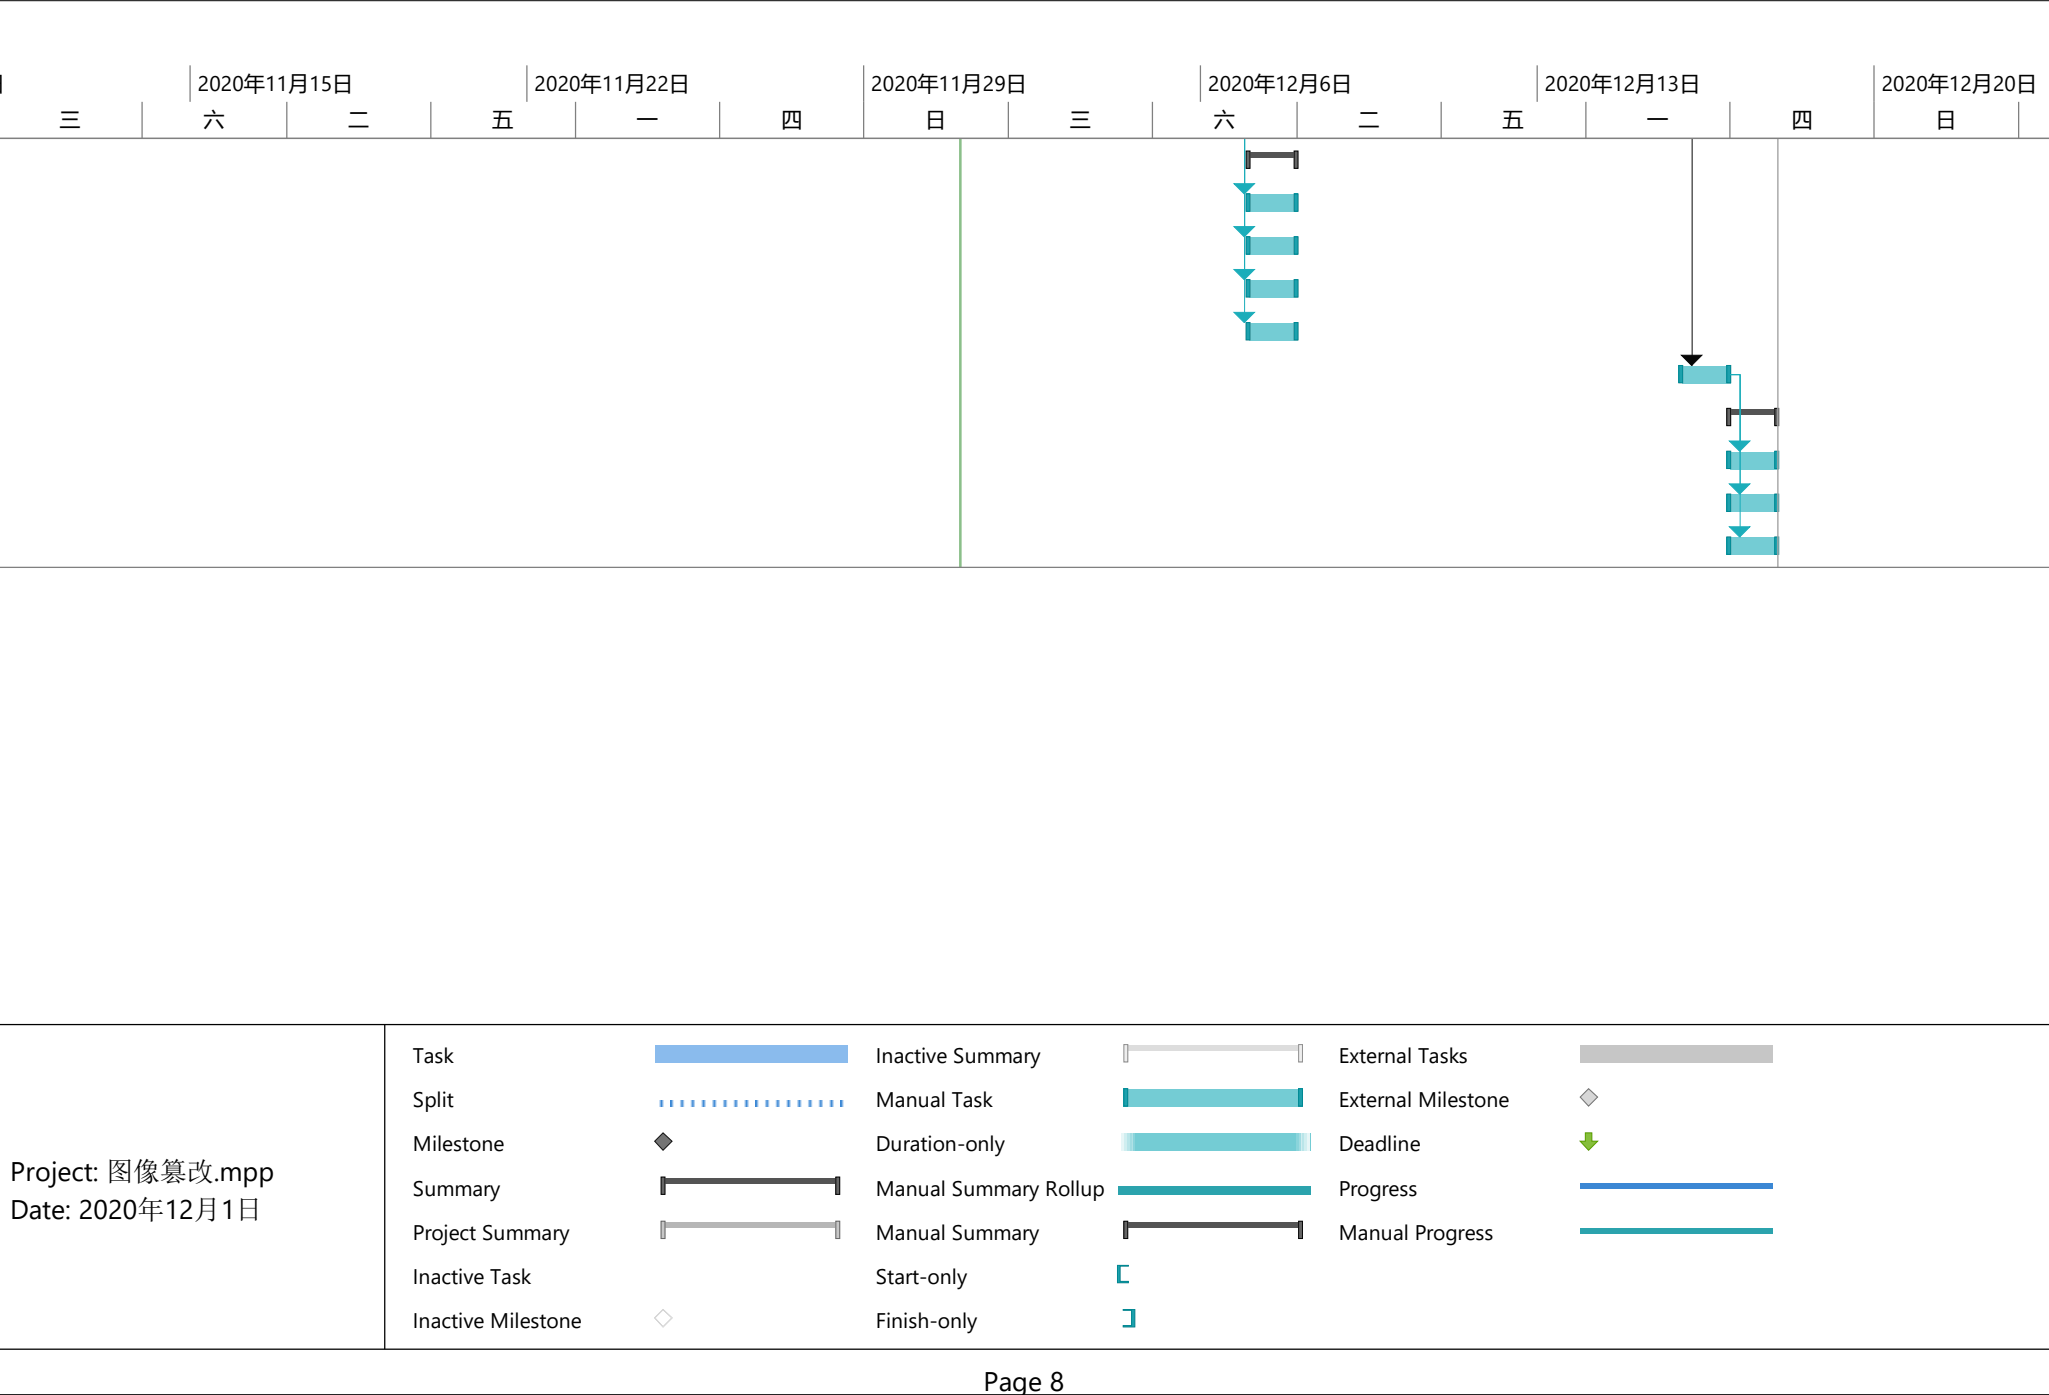 2020年11月15日 2020年11月22日 2020年11月29日 2020年12月6日 2020年12月13日 2020年12月20日
三 六 二 五 一 四 日 三 六 二 五 一 四 日
Task Inactive Summary External Tasks
Split Manual Task External Milestone
Milestone Duration-only Deadline
Summary Manual Summary Rollup Progress
Project Summary Manual Summary Manual Progress
Inactive Task Start-only
Inactive Milestone Finish-only
Project: 图像篡改.mpp
Date: 2020年12月1日
Page 8